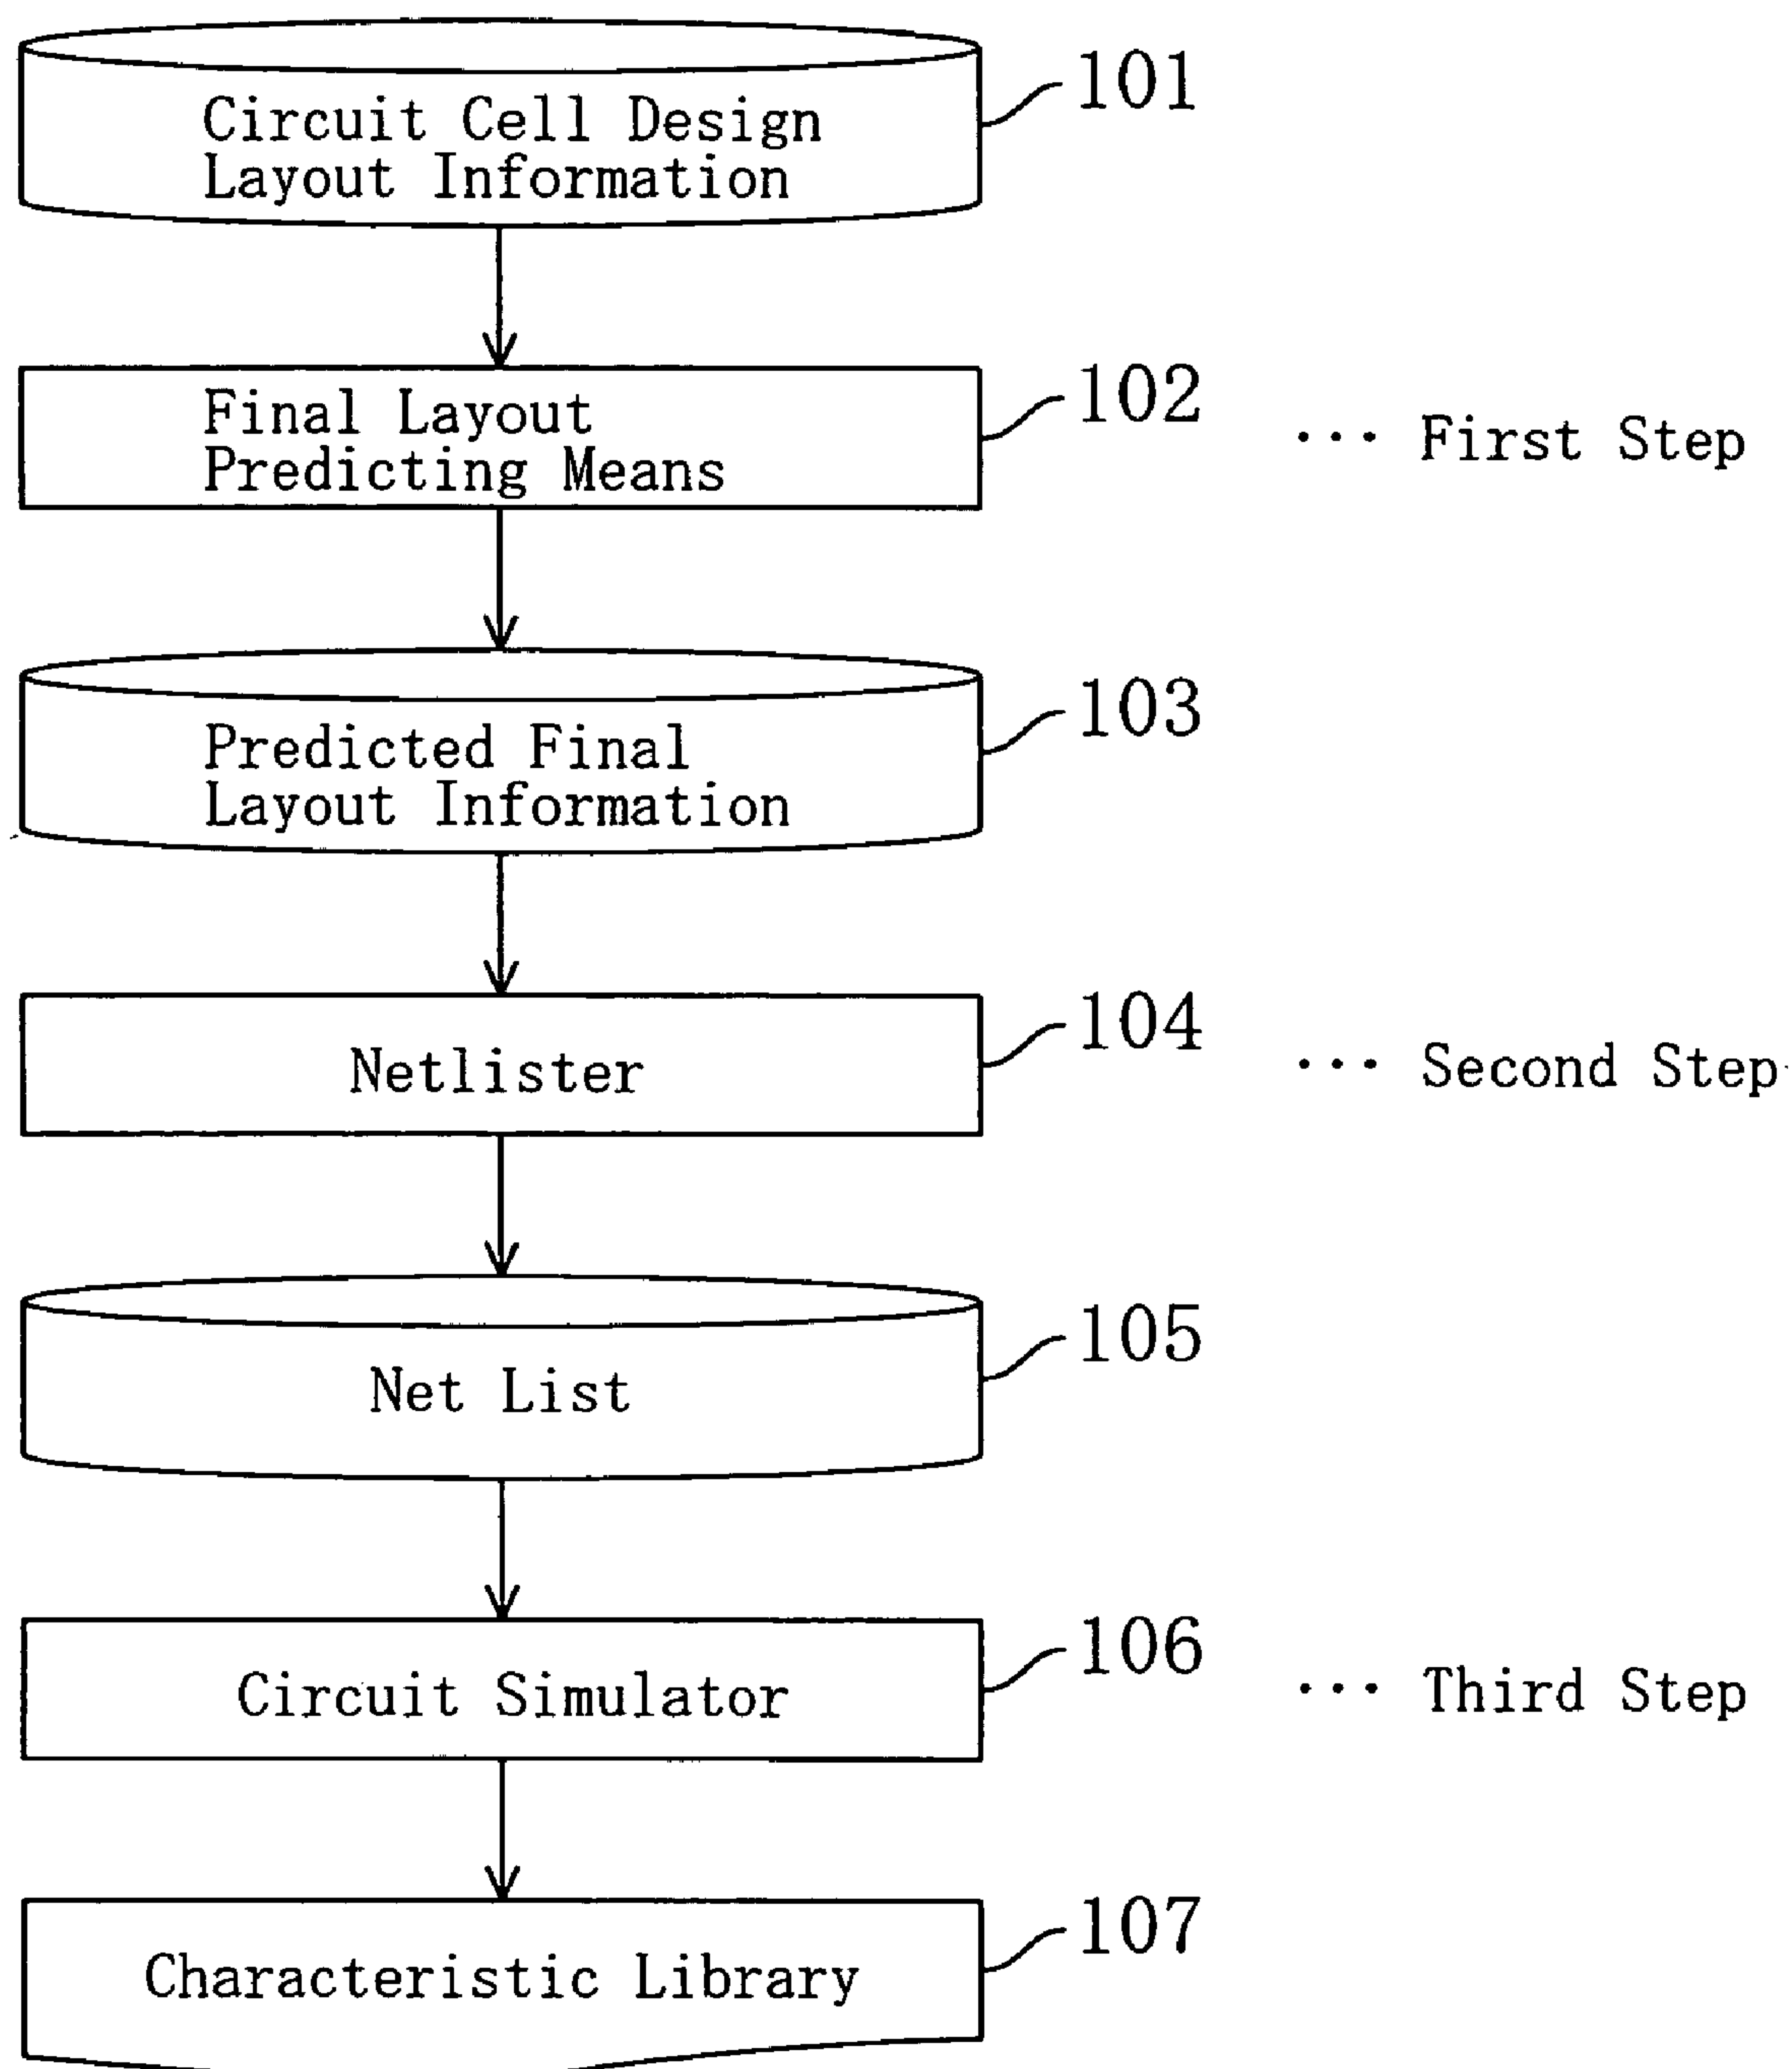 101
Circuit Cell Design
Layout Information
102
Final Layout
Predicting Means
... First Step
103
Predicted Final
Layout Information
104
Netlister
... Second Step
105
Net List
106
Circuit Simulator
... Third Step
107
Characteristic Library